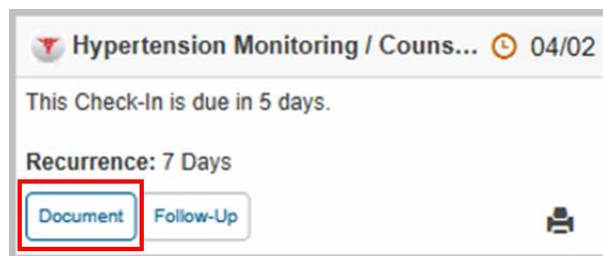 Hypertension Monitoring / Couns... 04/02
This Check-In is due in 5 days.
Recurrence: 7 Days
Document Follow-Up